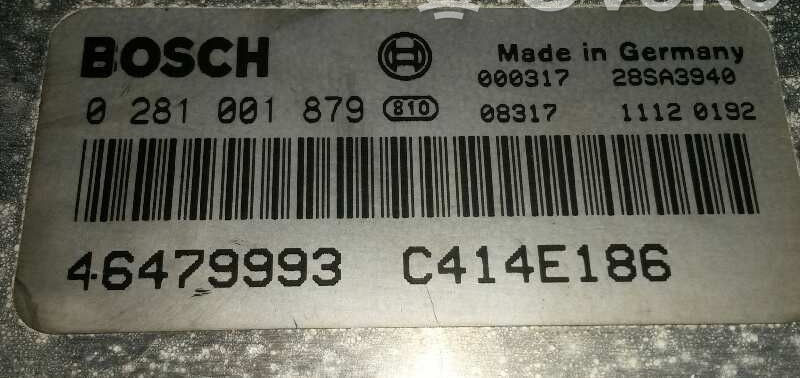 BOSCH Made in Germany
000317 28SA3940
0 281 001 879 810 08317 1112 0192
46479993 C414E186